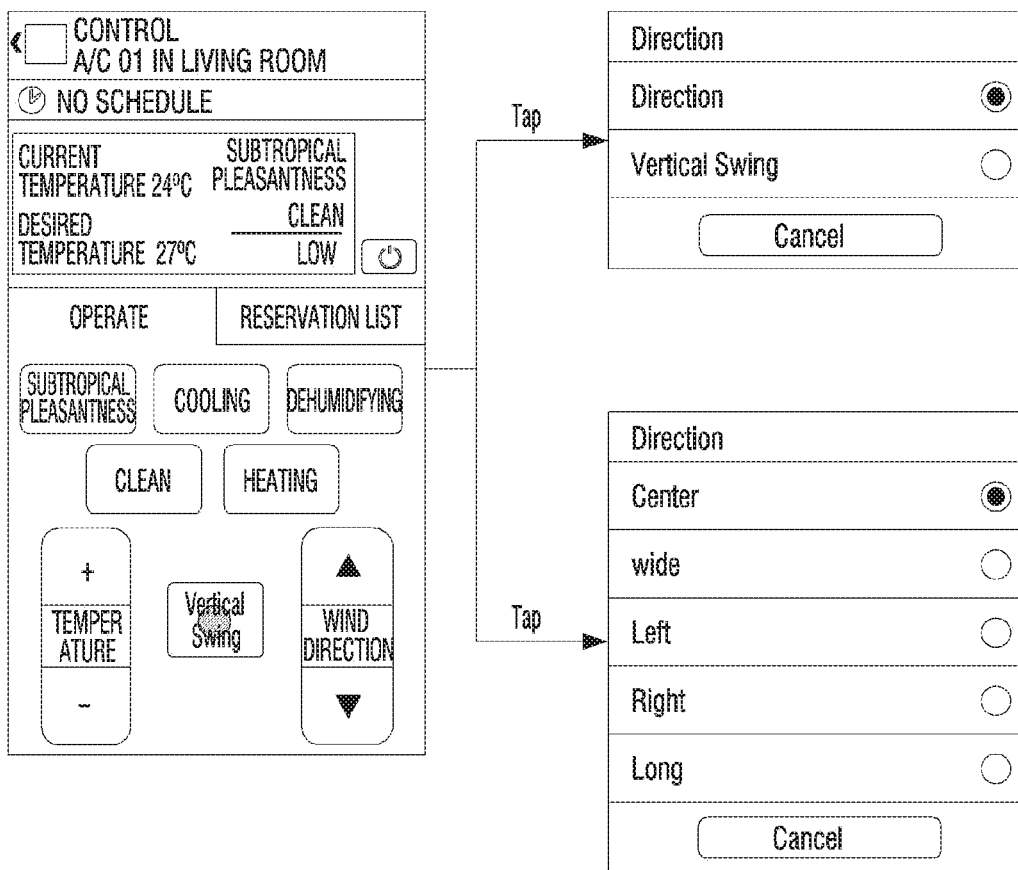 CONTROL
A/C 01 IN LIVING ROOM
NO SCHEDULE
CURRENT
TEMPERATURE 24ºC
DESIRED
TEMPERATURE 27ºC
SUBTROPICAL
PLEASANTNESS
CLEAN
LOW
OPERATE
RESERVATION LIST
SUBTROPICAL
PLEASANTNESS
COOLING
DEHUMIDIFYING
CLEAN
HEATING
+
TEMPER
ATURE
-
Vertical
Swing
WIND
DIRECTION
Tap
Direction
Direction
Vertical Swing
Cancel
Tap
Direction
Center
wide
Left
Right
Long
Cancel